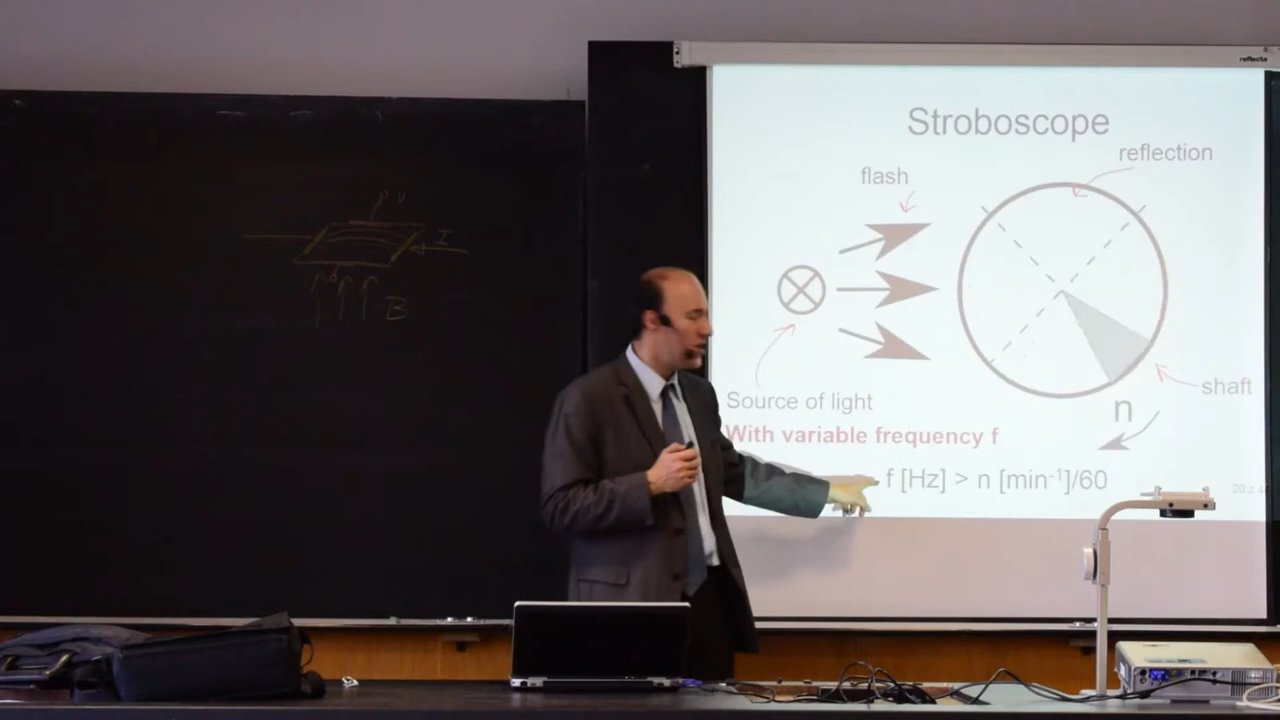 reflecta
Stroboscope
reflection
flash
Source of light
shaft
n
With variable frequency f
f [Hz] > n [min⁻¹]/60
I
B